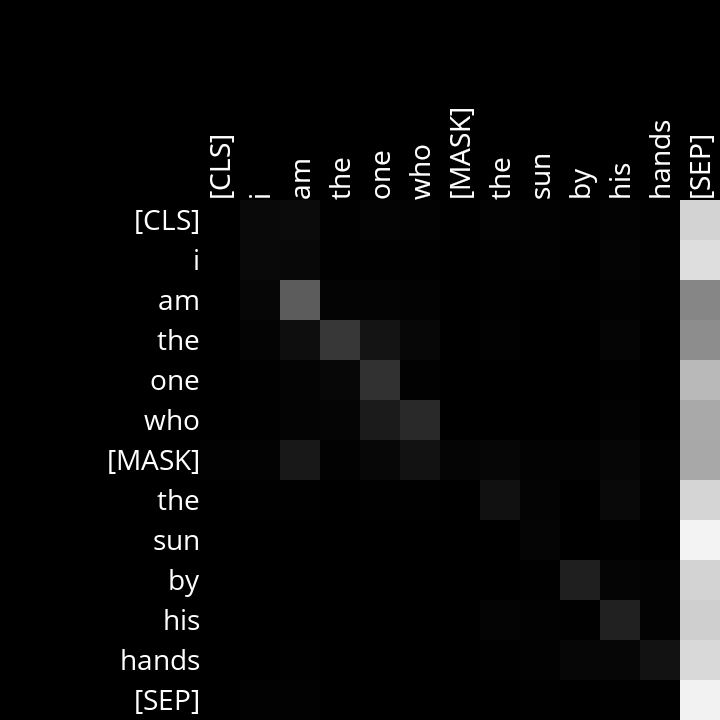 [CLS] i am the one who [MASK] the sun by his hands [SEP]
[CLS]
i
am
the
one
who
[MASK]
the
sun
by
his
hands
[SEP]